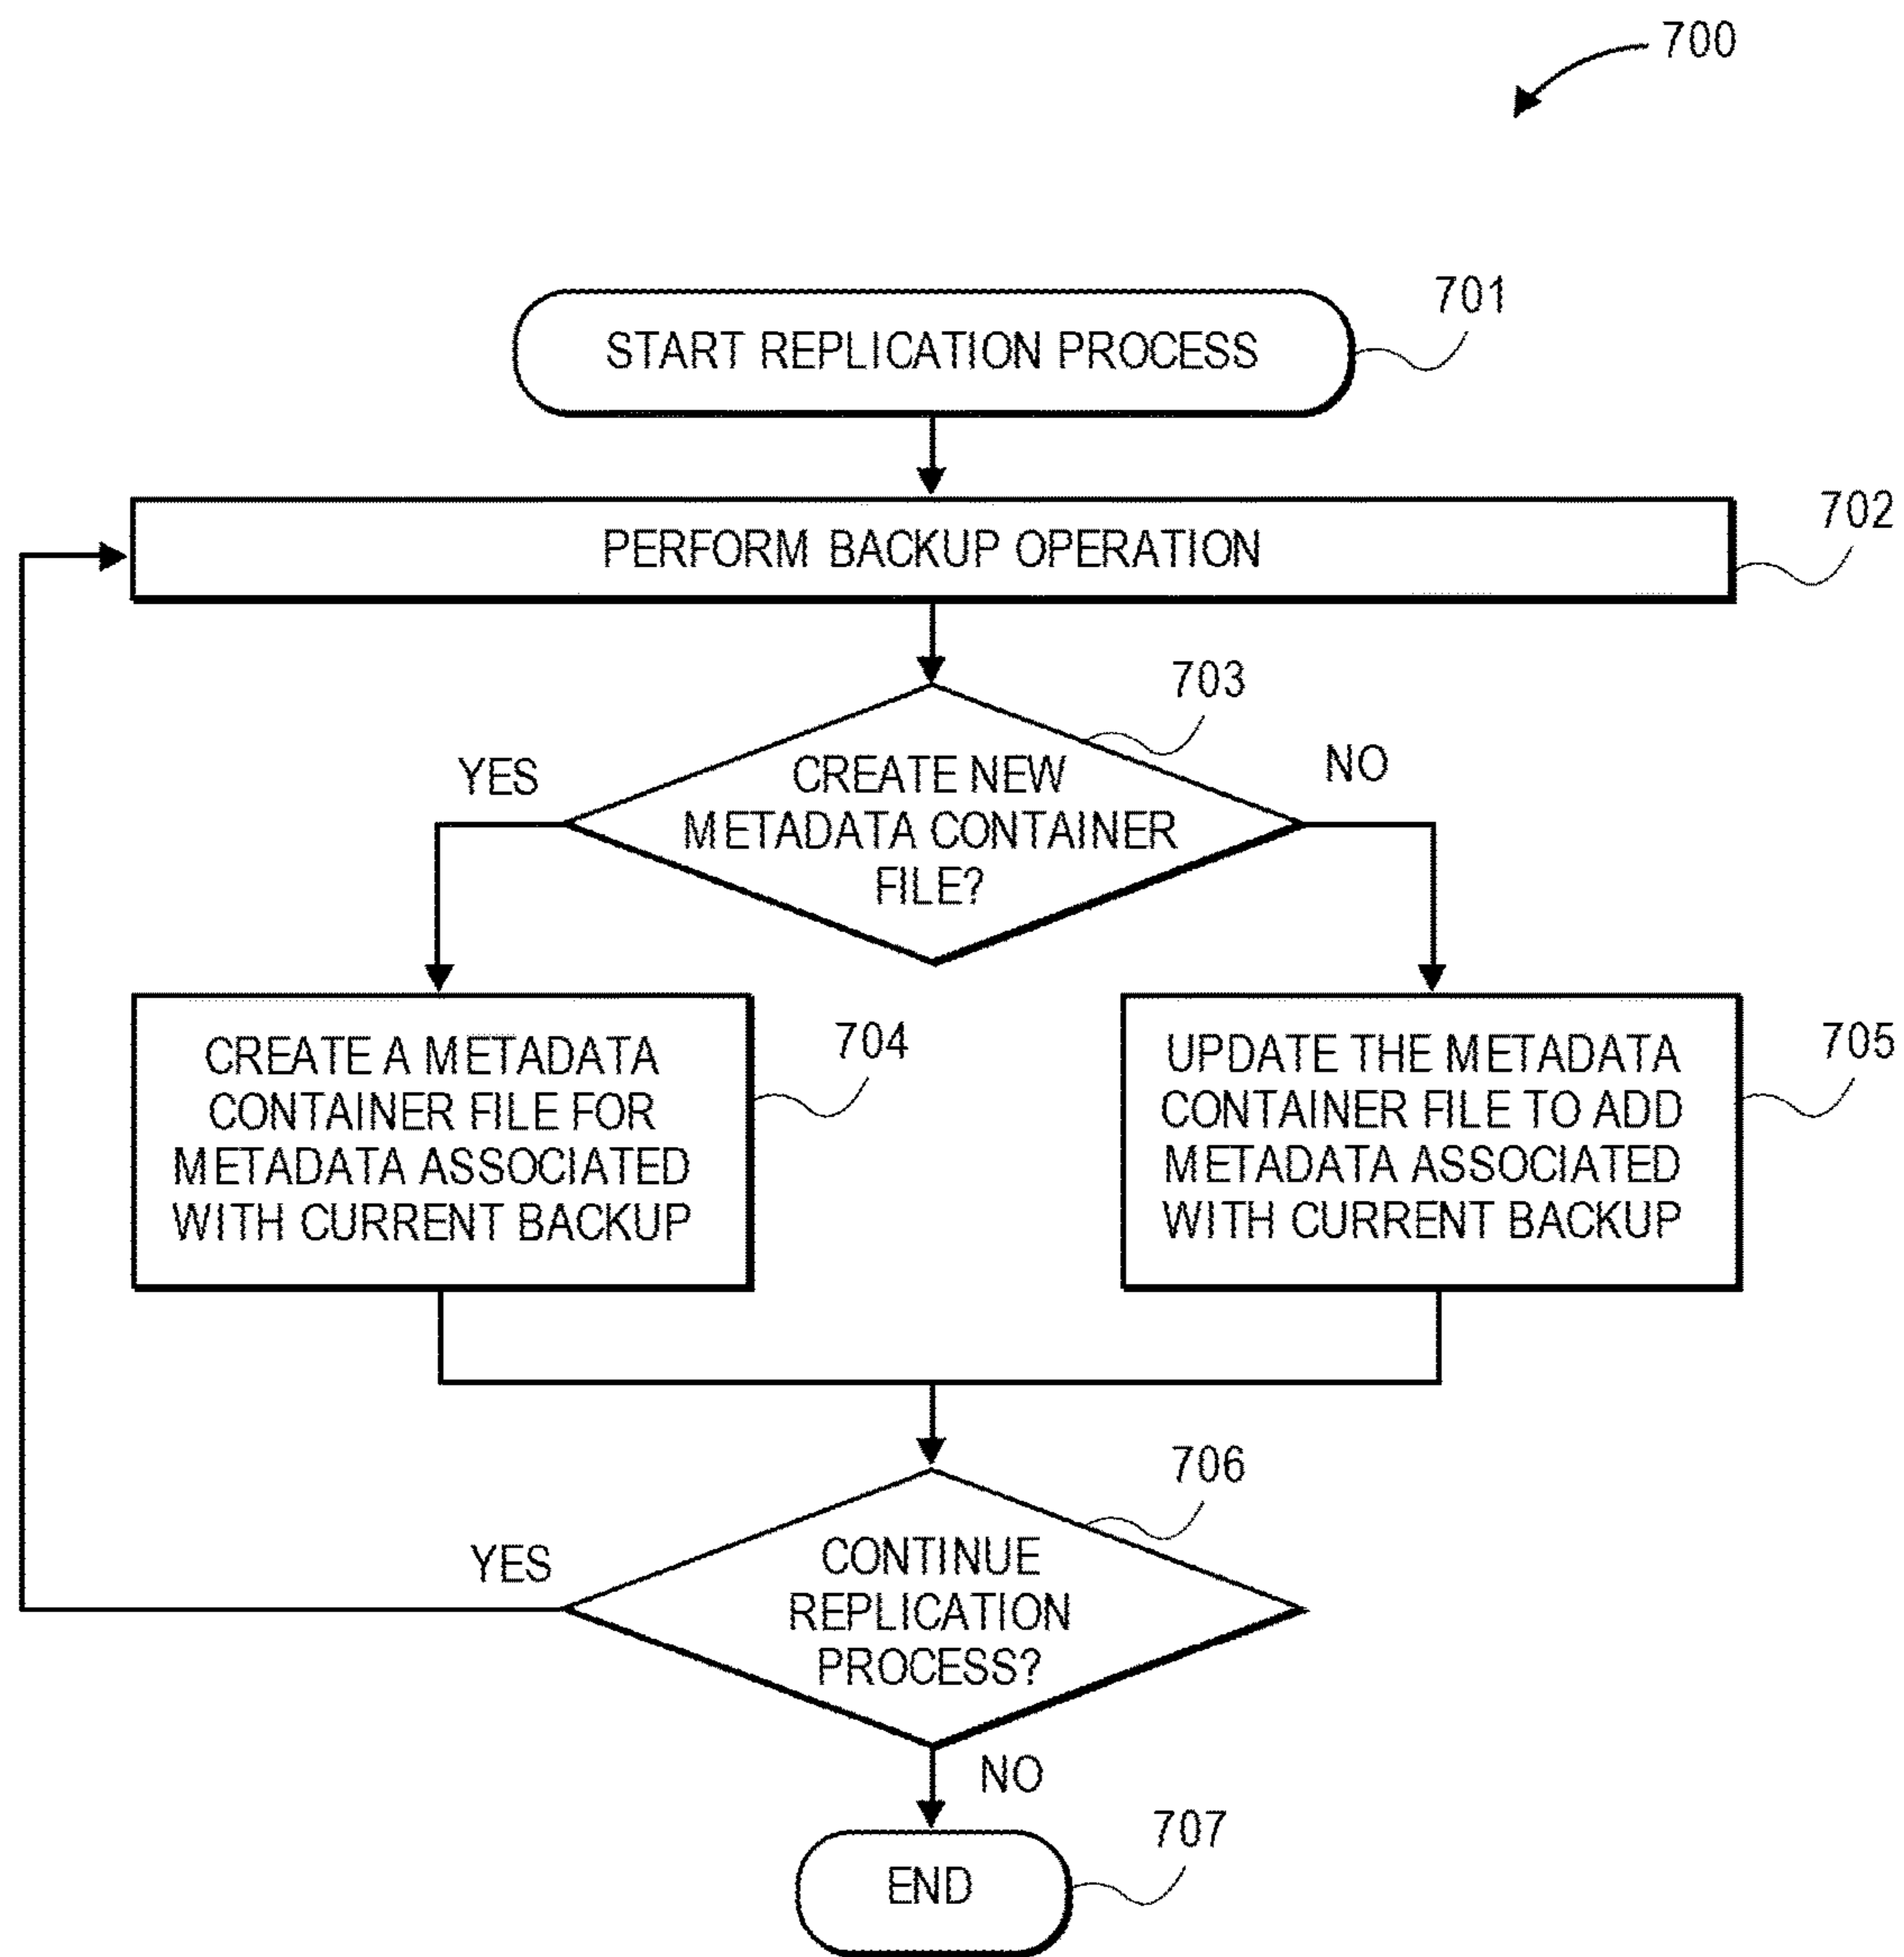 700
START REPLICATION PROCESS
701
PERFORM BACKUP OPERATION
702
703
YES
CREATE NEW
METADATA CONTAINER
FILE?
NO
CREATE A METADATA
CONTAINER FILE FOR
METADATA ASSOCIATED
WITH CURRENT BACKUP
704
UPDATE THE METADATA
CONTAINER FILE TO ADD
METADATA ASSOCIATED
WITH CURRENT BACKUP
705
706
YES
CONTINUE
REPLICATION
PROCESS?
NO
707
END